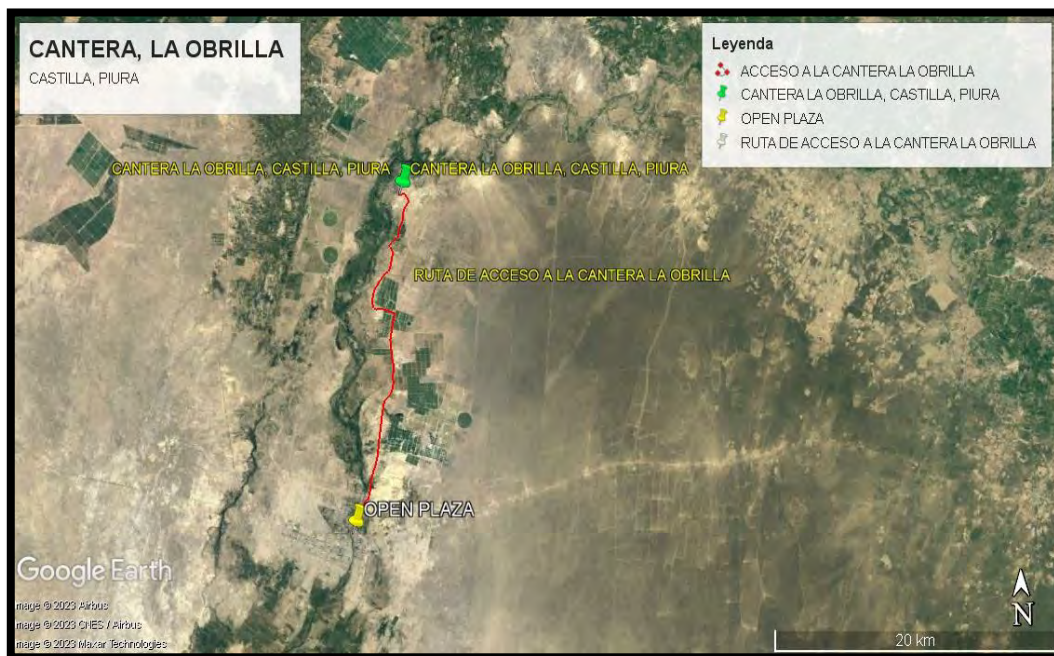 CANTERA, LA OBRILLA
CASTILLA, PIURA
Leyenda
ACCESO A LA CANTERA LA OBRILLA
CANTERA LA OBRILLA, CASTILLA, PIURA
OPEN PLAZA
RUTA DE ACCESO A LA CANTERA LA OBRILLA
CANTERA LA OBRILLA, CASTILLA, PIURA CANTERA LA OBRILLA, CASTILLA, PIURA
RUTA DE ACCESO A LA CANTERA LA OBRILLA
OPEN PLAZA
Google Earth
mage © 2023 Airbus
mage © 2023 CNES / Airbus
mage © 2023 Maxar Technologies
N
20 km